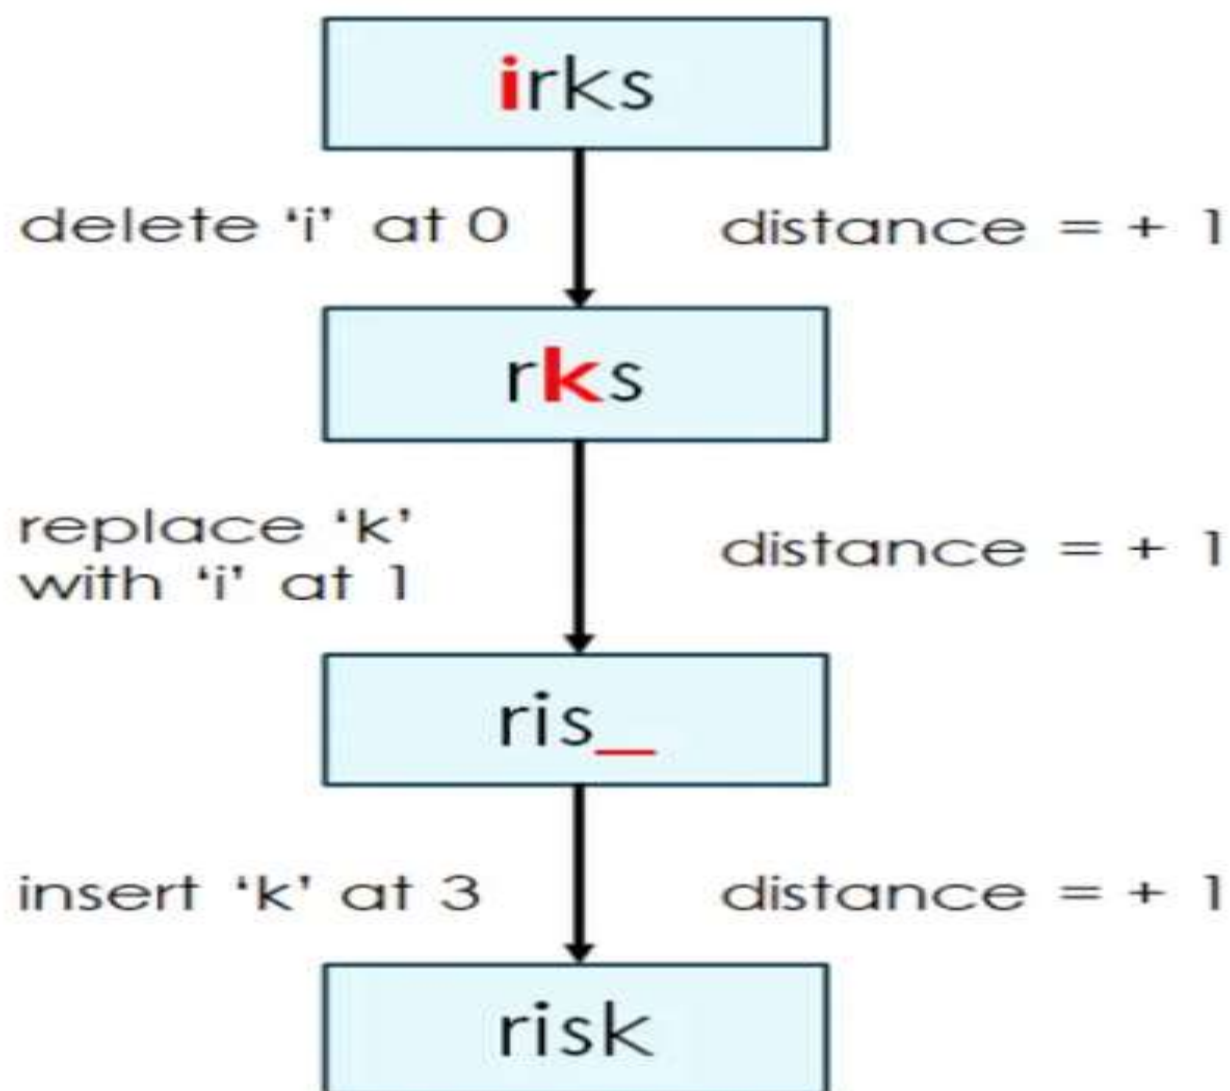 irks
delete ‘i’ at 0
distance = + 1
rks
replace ‘k’
with ‘i’ at 1
distance = + 1
ris_
insert ‘k’ at 3
distance = + 1
risk